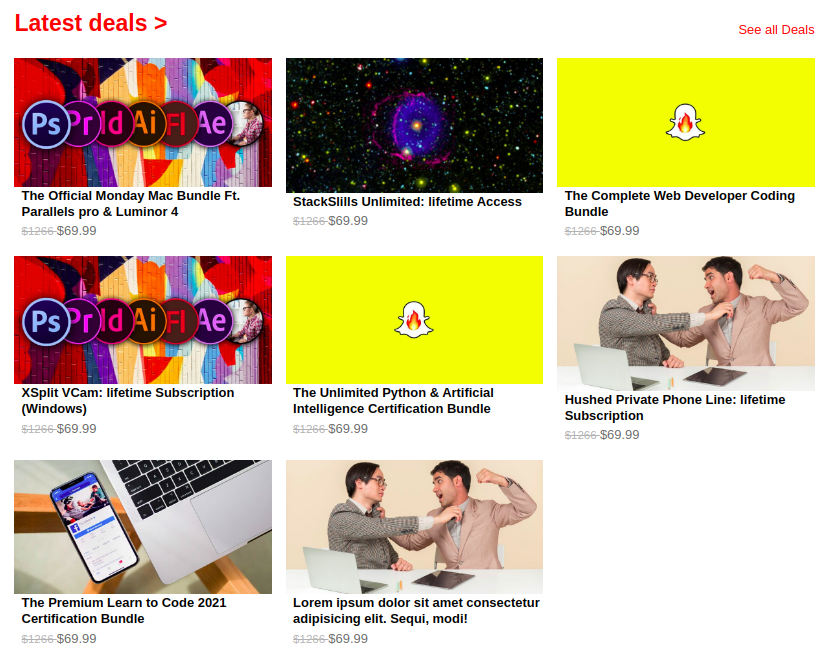 Latest deals >
See all Deals
Ps Pr Id Ai Fl Ae
The Official Monday Mac Bundle Ft.
Parallels pro & Luminor 4
$1266 $69.99
StackSlills Unlimited: lifetime Access
$1266 $69.99
The Complete Web Developer Coding
Bundle
$1266 $69.99
Ps Pr Id Ai Fl Ae
XSplit VCam: lifetime Subscription
(Windows)
$1266 $69.99
The Unlimited Python & Artificial
Intelligence Certification Bundle
$1266 $69.99
Hushed Private Phone Line: lifetime
Subscription
$1266 $69.99
The Premium Learn to Code 2021
Certification Bundle
$1266 $69.99
Lorem ipsum dolor sit amet consectetur
adipisicing elit. Sequi, modi!
$1266 $69.99